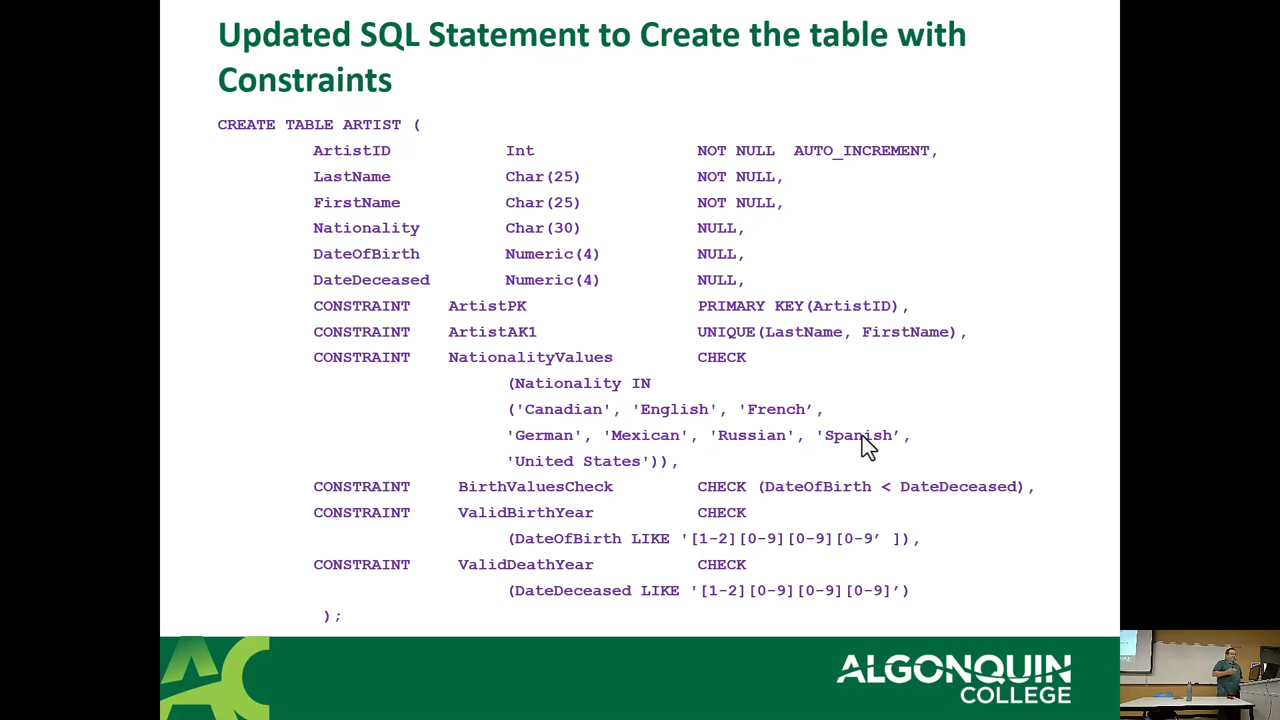 Updated SQL Statement to Create the table with
Constraints
CREATE TABLE ARTIST (
ArtistID Int NOT NULL AUTO_INCREMENT,
LastName Char(25) NOT NULL,
FirstName Char(25) NOT NULL,
Nationality Char(30) NULL,
DateOfBirth Numeric(4) NULL,
DateDeceased Numeric(4) NULL,
CONSTRAINT ArtistPK PRIMARY KEY(ArtistID),
CONSTRAINT ArtistAK1 UNIQUE(LastName, FirstName),
CONSTRAINT NationalityValues CHECK
(Nationality IN
('Canadian', 'English', 'French’,
'German', 'Mexican', 'Russian', 'Spanish’,
'United States')),
CONSTRAINT BirthValuesCheck CHECK (DateOfBirth < DateDeceased),
CONSTRAINT ValidBirthYear CHECK
(DateOfBirth LIKE '[1-2][0-9][0-9][0-9’ ]),
CONSTRAINT ValidDeathYear CHECK
(DateDeceased LIKE '[1-2][0-9][0-9][0-9]’)
);
AC
ALGONQUIN
COLLEGE